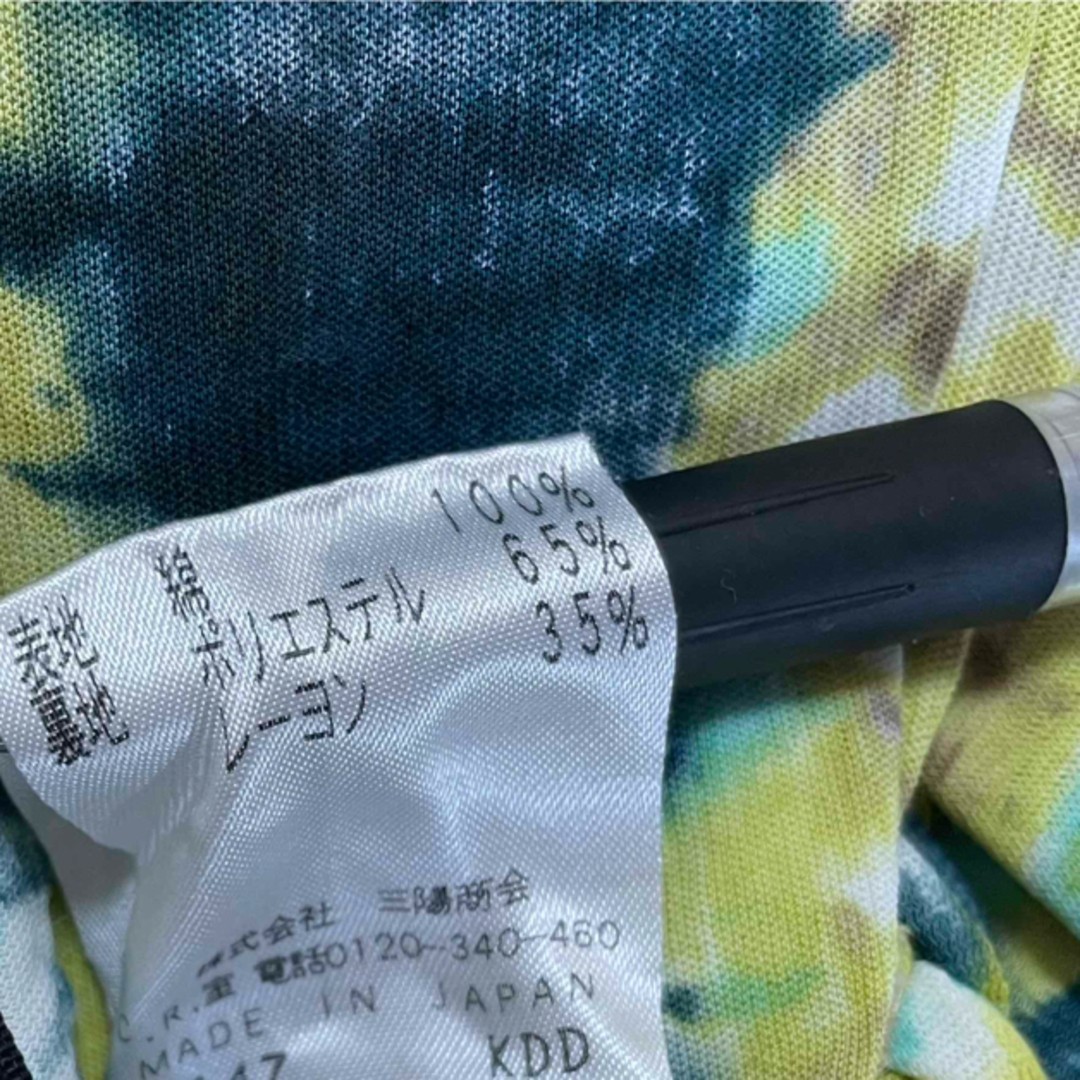 表地 綿 100%
裏地 ポリエステル 65%
レーヨン 35%
株式会社 三陽商会
C.R.室 電話0120-340-460
MADE IN JAPAN
47 KDD